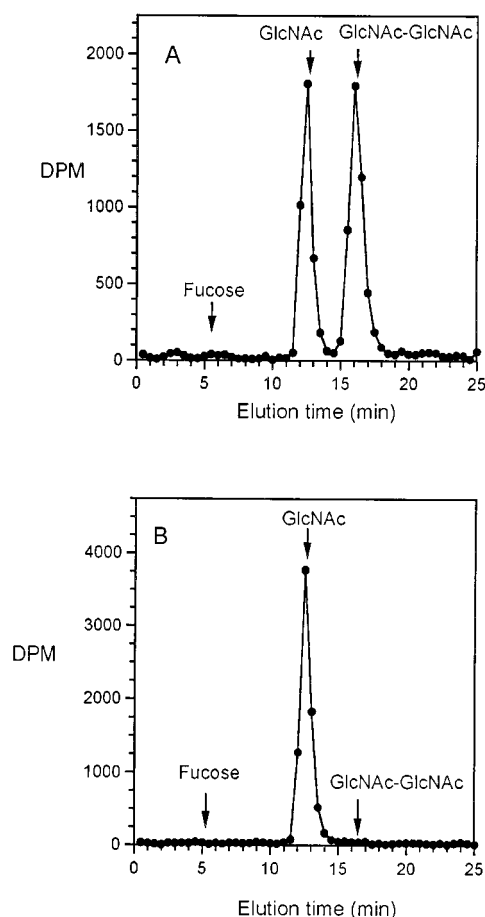 GlcNAc GlcNAc-GlcNAc
A
2000
1500
DPM
1000
500
Fucose
0
0 5 10 15 20 25
Elution time (min)
GlcNAc
B
4000
3000
DPM
2000
1000
Fucose
GlcNAc-GlcNAc
0
0 5 10 15 20 25
Elution time (min)